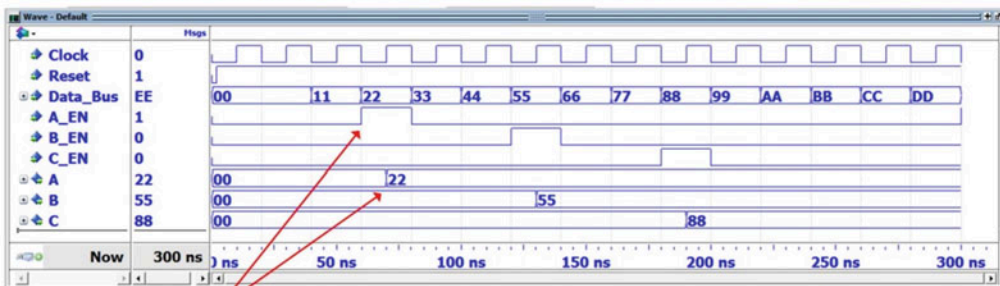 Wave - Default
Msgs
Clock 0
Reset 1
Data_Bus EE 00 11 22 33 44 55 66 77 88 99 AA BB CC DD
A_EN 1
B_EN 0
C_EN 0
A 22 00 22
B 55 00 55
C 88 00 88
Now 300 ns ) ns 50 ns 100 ns 150 ns 200 ns 250 ns 300 ns